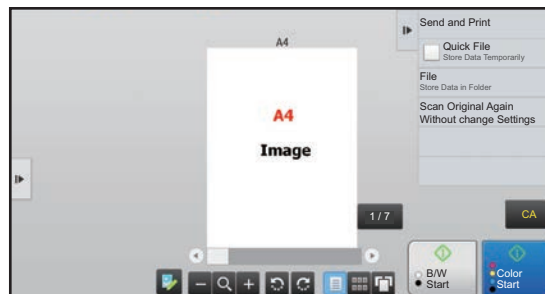 A4
A4
Image
1 / 7
Send and Print
Quick File
Store Data Temporarily
File
Store Data in Folder
Scan Original Again
Without change Settings
CA
B/W
Start
Color
Start